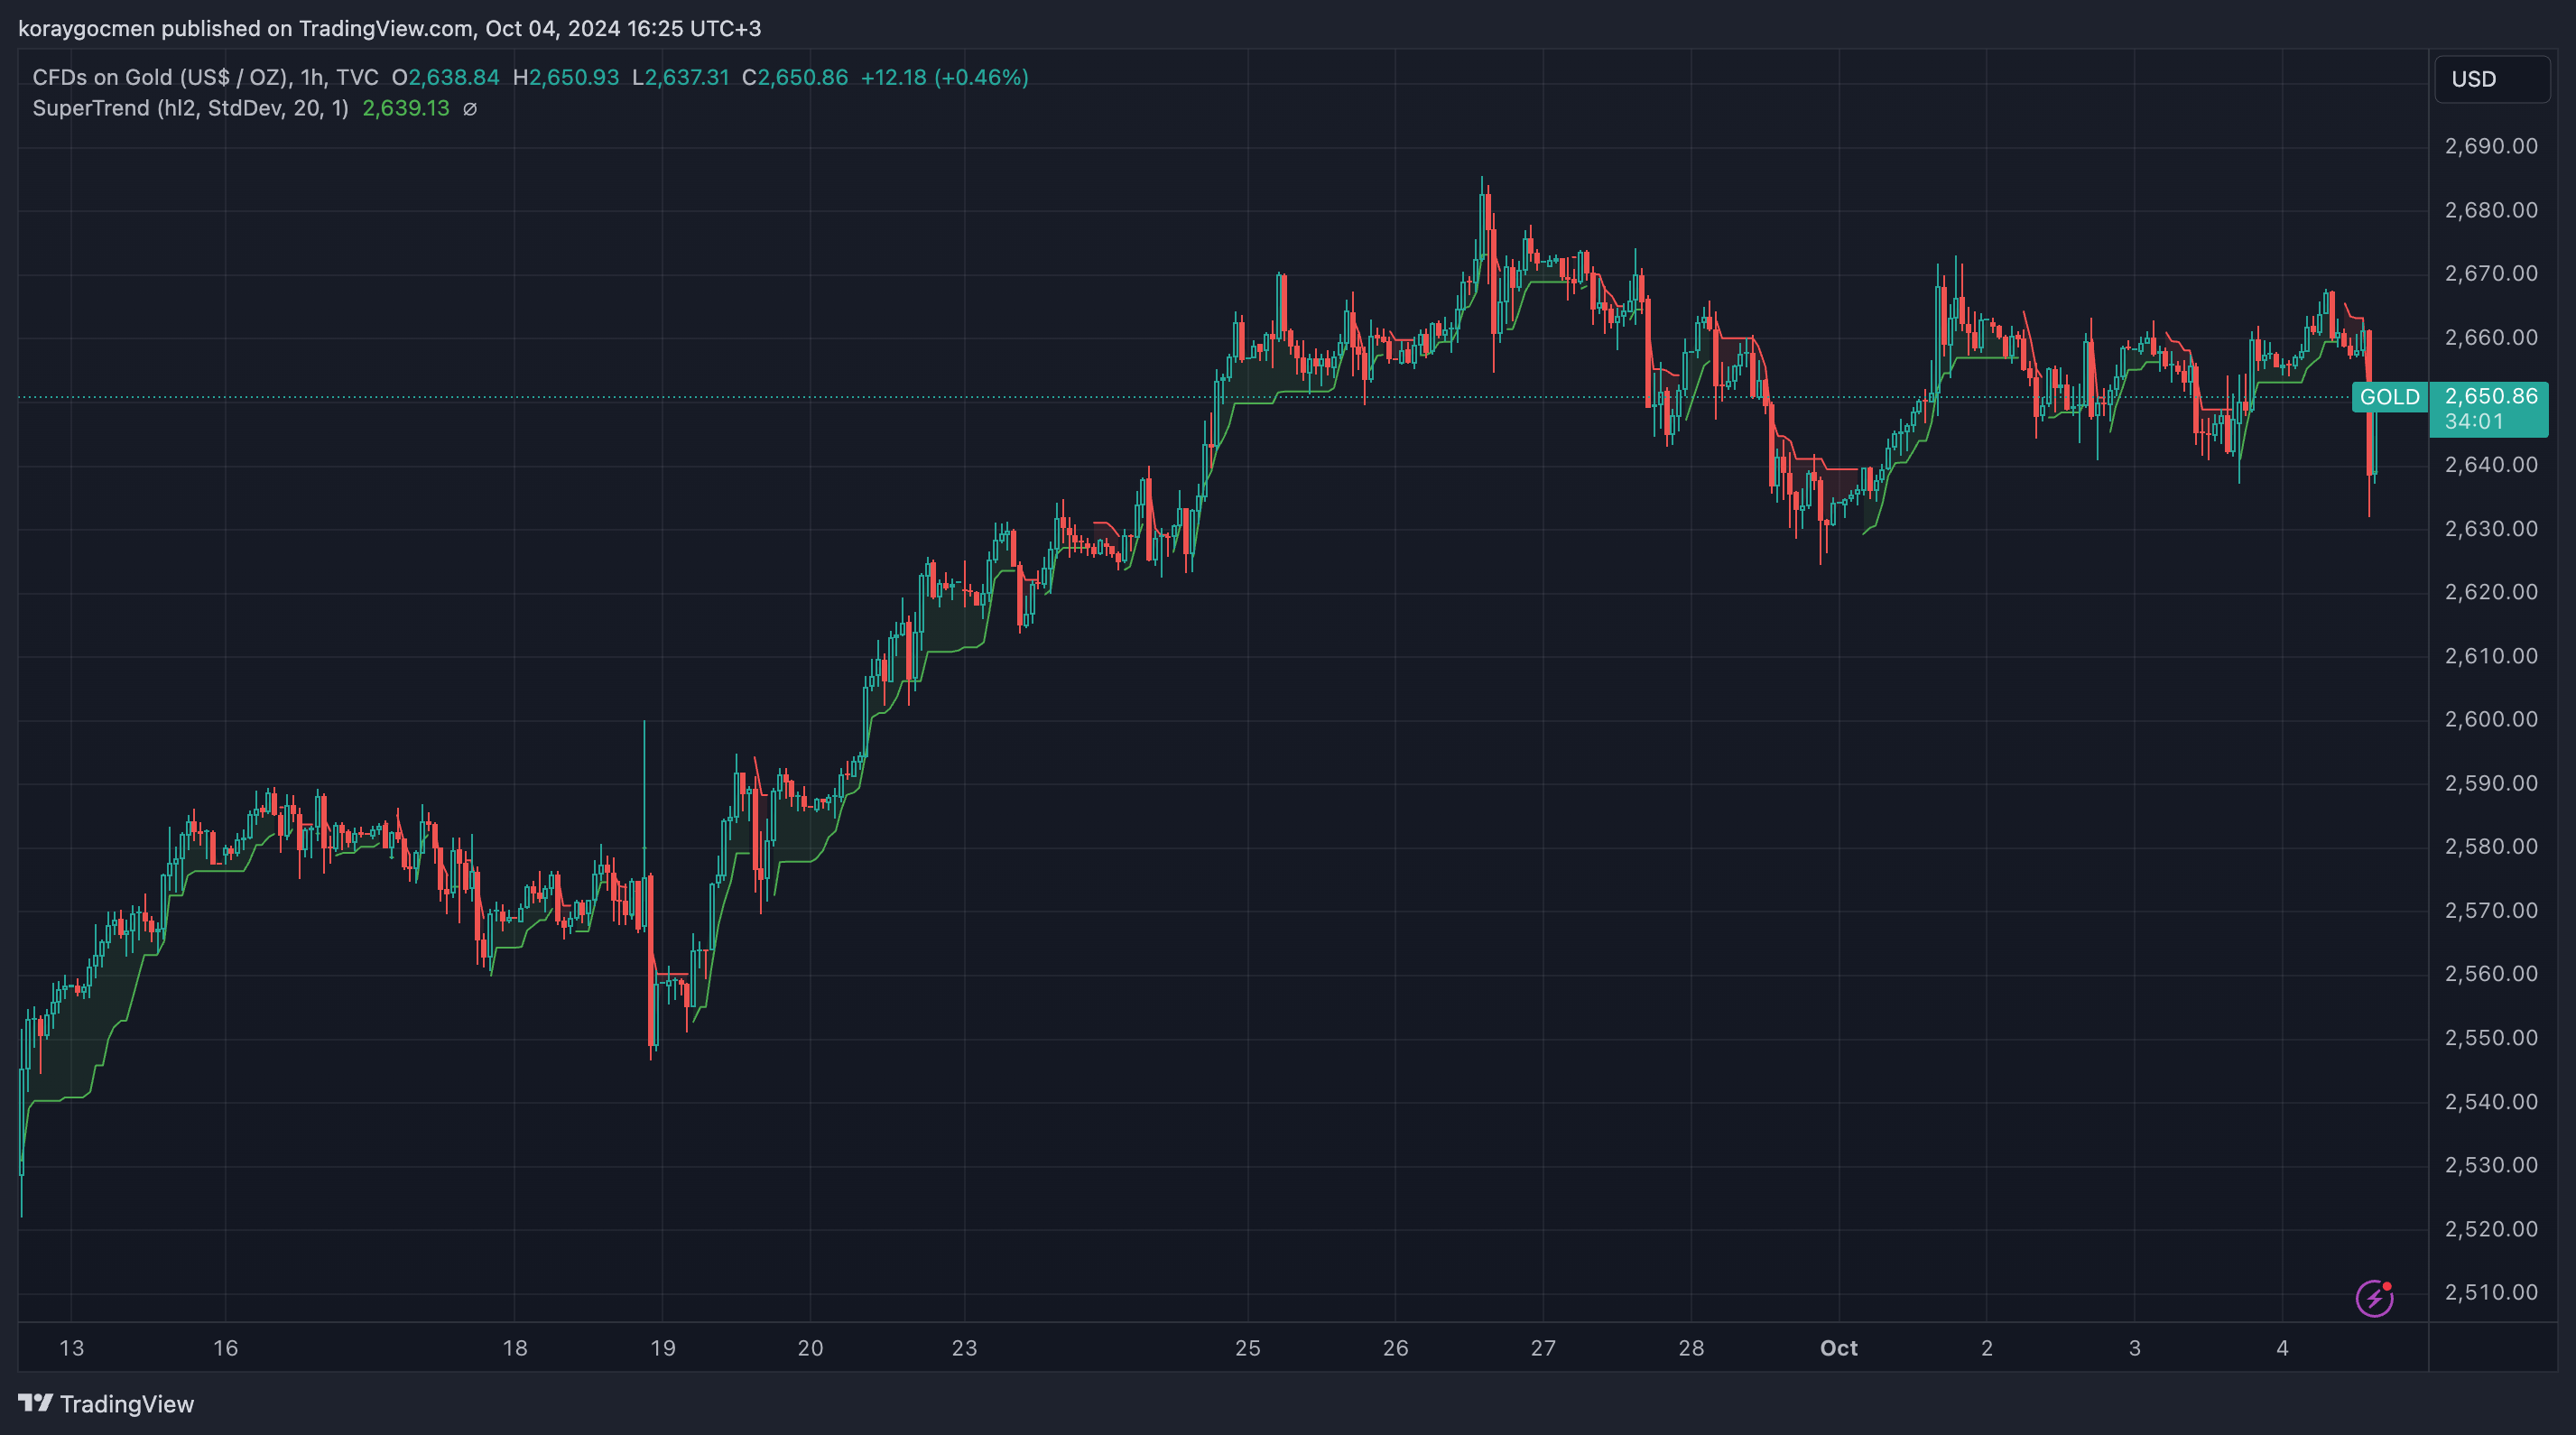 koraygocmen published on TradingView.com, Oct 04, 2024 16:25 UTC+3
CFDs on Gold (US$ / OZ), 1h, TVC O2,638.84 H2,650.93 L2,637.31 C2,650.86 +12.18 (+0.46%)
USD
SuperTrend (hl2, StdDev, 20, 1) 2,639.13 ∅
2,690.00
2,680.00
2,670.00
2,660.00
GOLD 2,650.86
34:01
2,640.00
2,630.00
2,620.00
2,610.00
2,600.00
2,590.00
2,580.00
2,570.00
2,560.00
2,550.00
2,540.00
2,530.00
2,520.00
2,510.00
13 16 18 19 20 23 25 26 27 28 Oct 2 3 4
TradingView